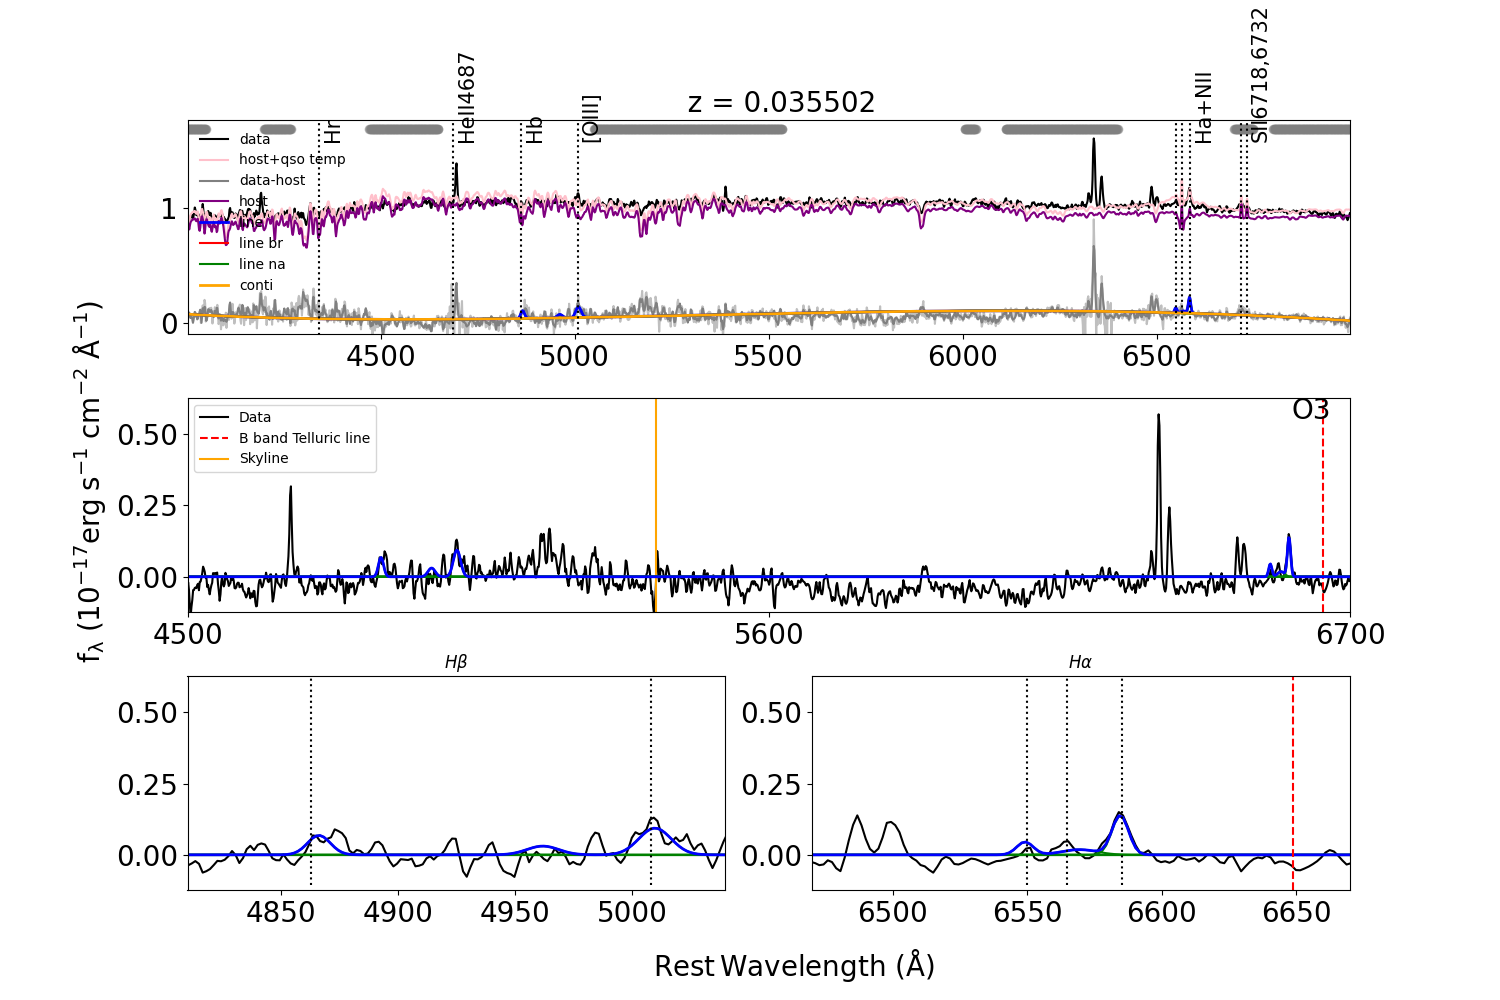 z = 0.035502
Hr
HeII4687
Hb
[OIII]
Ha+NII
SII6718,6732
data
host+qso temp
data-host
host
line br
line na
conti
1
0
4500 5000 5500 6000 6500
f_λ (10⁻¹⁷erg s⁻¹ cm⁻² Å⁻¹)
O3
Data
B band Telluric line
Skyline
0.50
0.25
0.00
4500 5600 6700
Hβ
0.50
0.25
0.00
4850 4900 4950 5000
Hα
0.50
0.25
0.00
6500 6550 6600 6650
Rest Wavelength (Å)